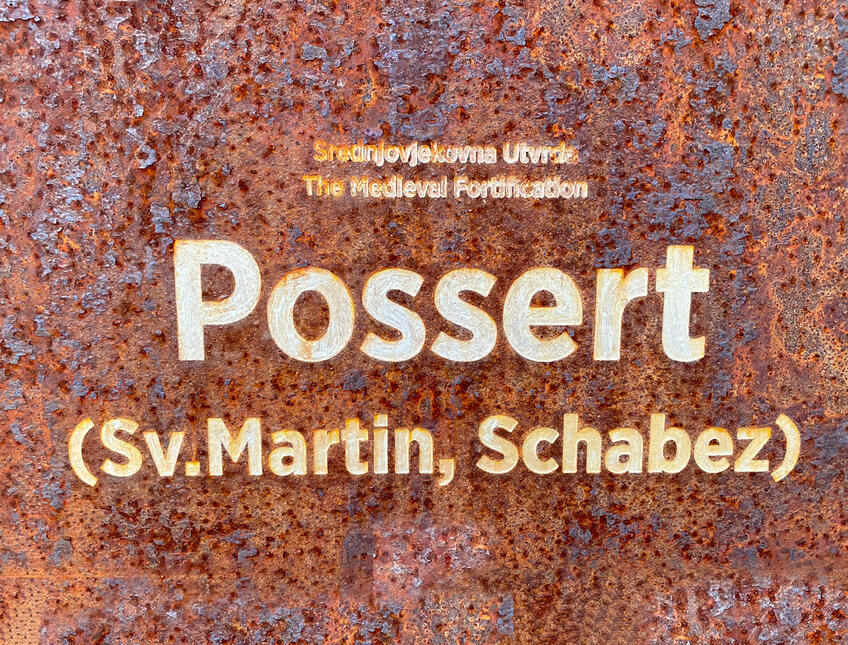 Srednjovjekovna Utvrda
The Medieval Fortification
Possert
(Sv.Martin, Schabez)